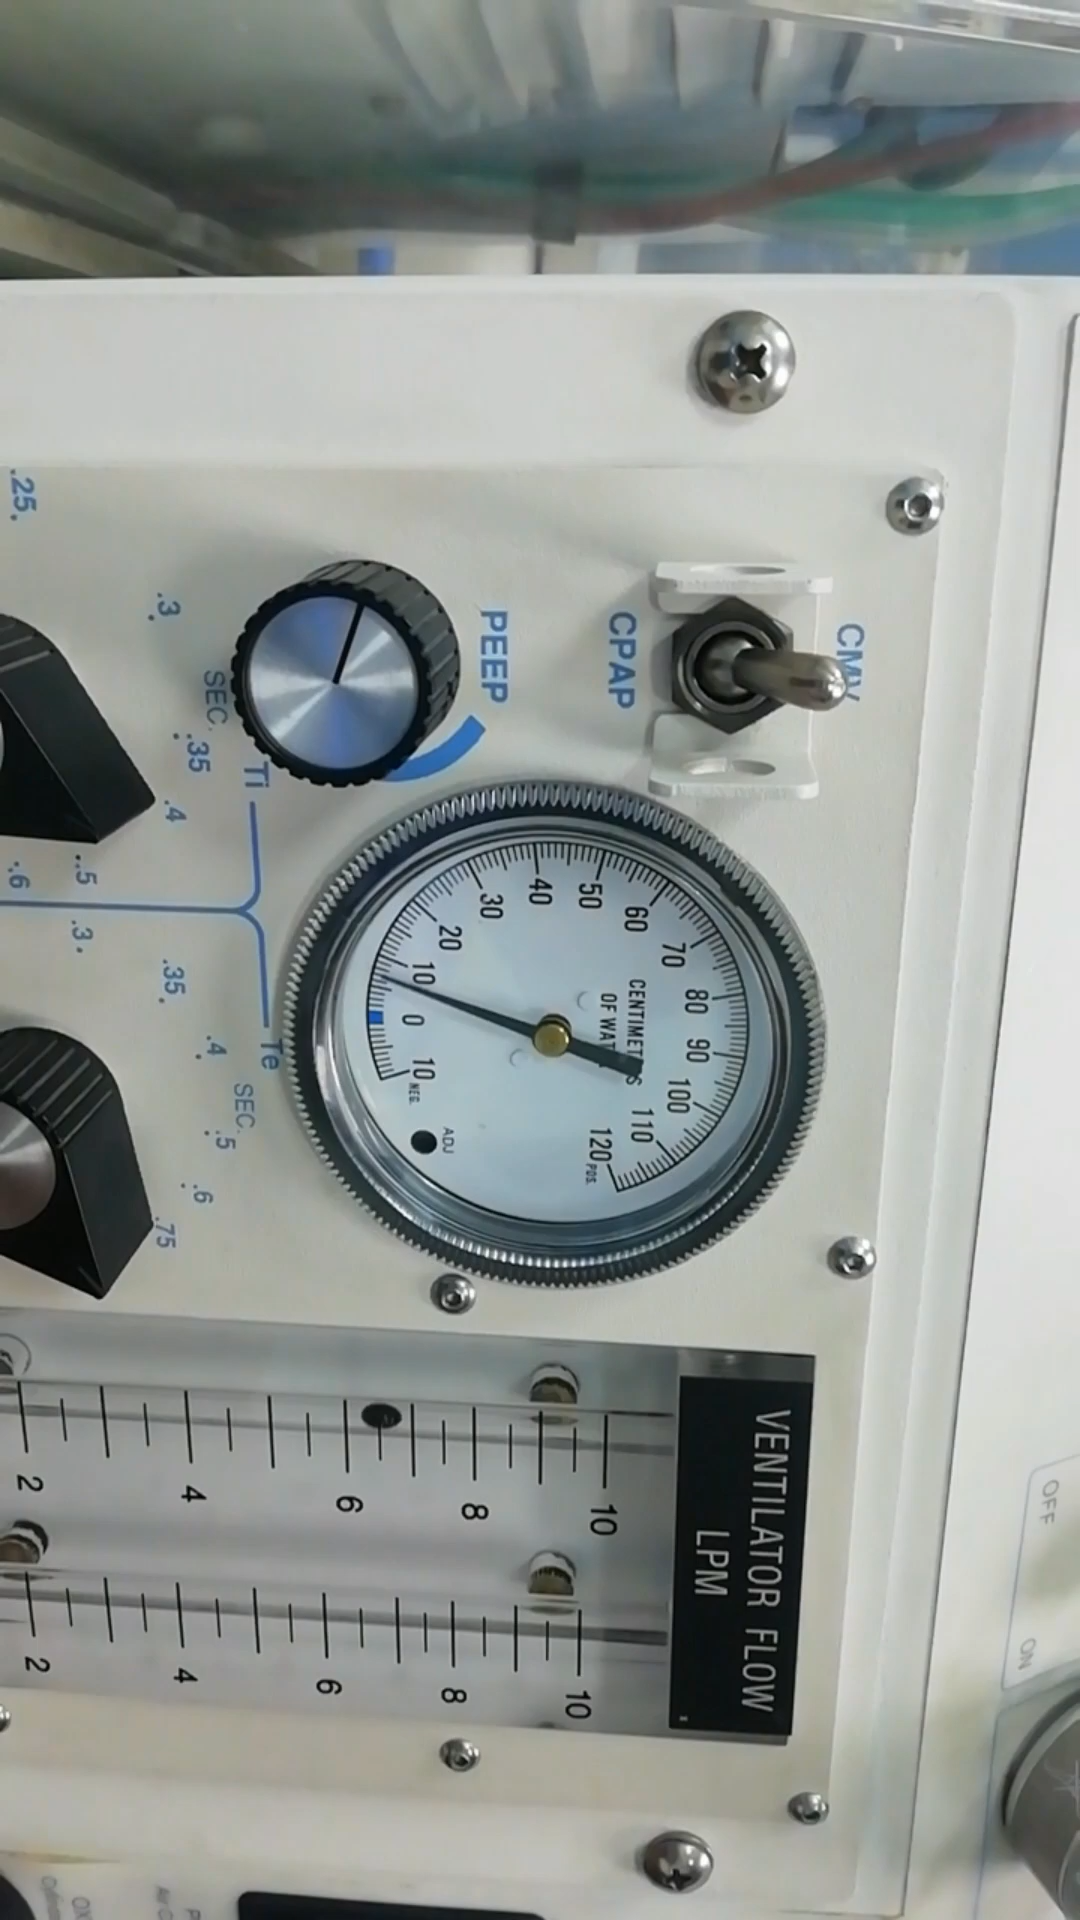 CMV
CPAP
PEEP
.25
.3
SEC.
.35
.4
.5
.6
Ti
Te
.3
.35
.4
SEC.
.5
.6
.75
10
0
10
20
30
40
50
60
70
80
90
100
110
120
NEG.
POS.
ADJ
CENTIMET
OF WAT
VENTILATOR FLOW
LPM
10
8
6
4
2
10
8
6
4
2
OFF
ON